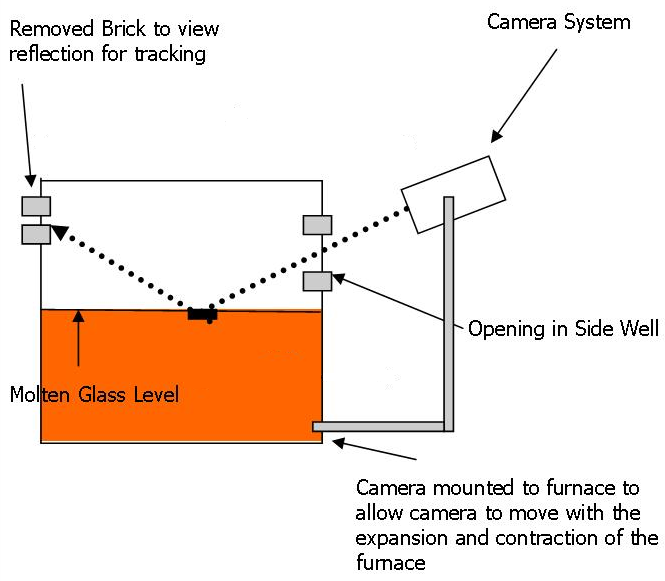 Removed Brick to view
reflection for tracking
Camera System
Opening in Side Well
Molten Glass Level
Camera mounted to furnace to
allow camera to move with the
expansion and contraction of the
furnace